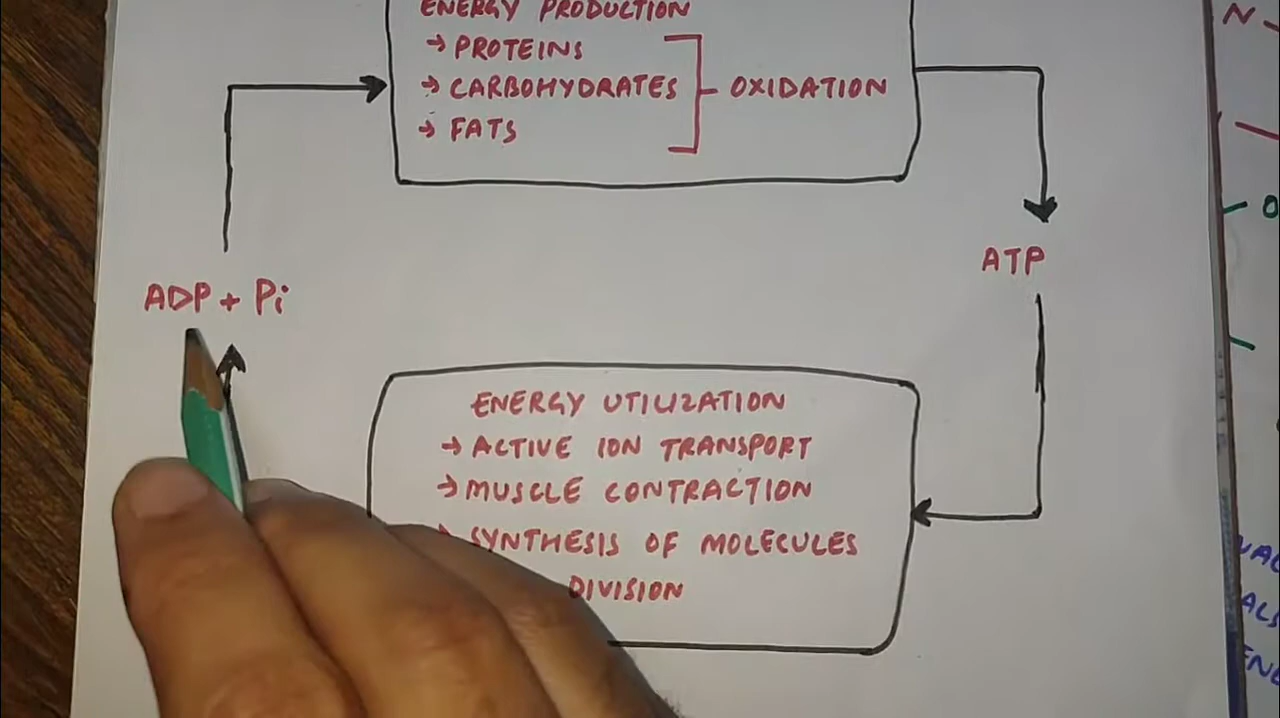 ENERGY PRODUCTION
→ PROTEINS
→ CARBOHYDRATES
→ FATS
OXIDATION
ATP
ADP + Pi
ENERGY UTILIZATION
→ ACTIVE ION TRANSPORT
→ MUSCLE CONTRACTION
→ SYNTHESIS OF MOLECULES
DIVISION
N